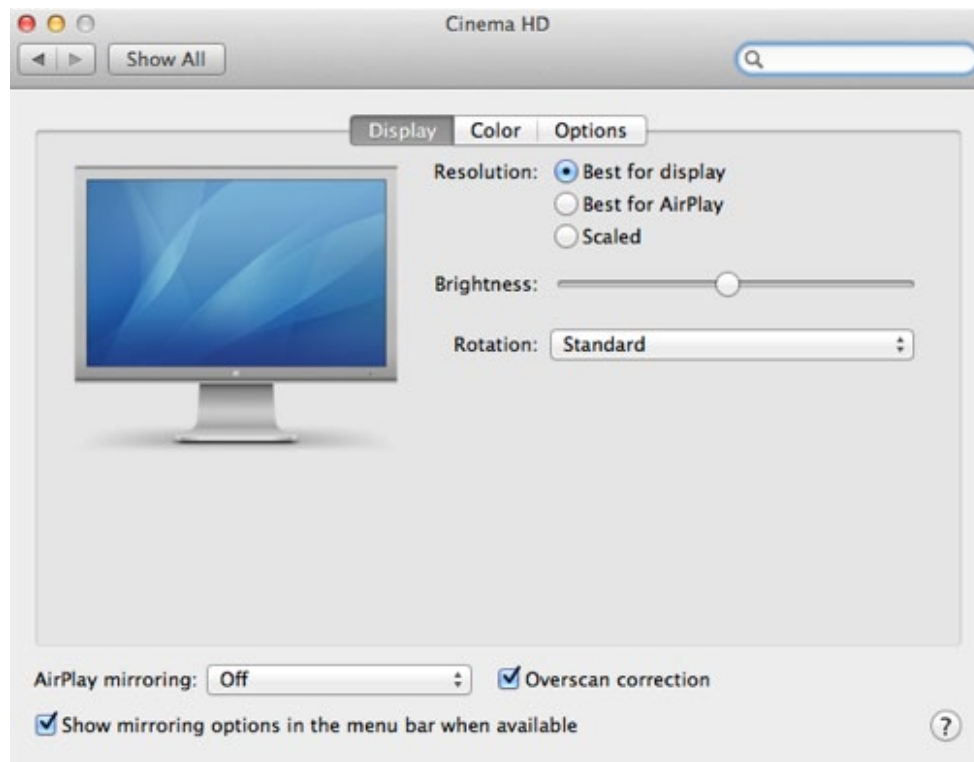 Cinema HD
Show All
Display Color Options
Resolution: Best for display
Best for AirPlay
Scaled
Brightness:
Rotation: Standard
AirPlay mirroring: Off Overscan correction
Show mirroring options in the menu bar when available ?